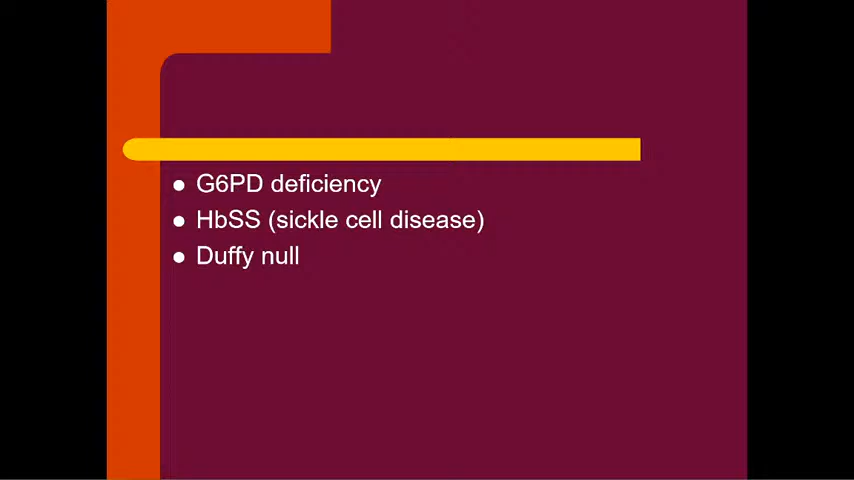 ● G6PD deficiency
● HbSS (sickle cell disease)
● Duffy null